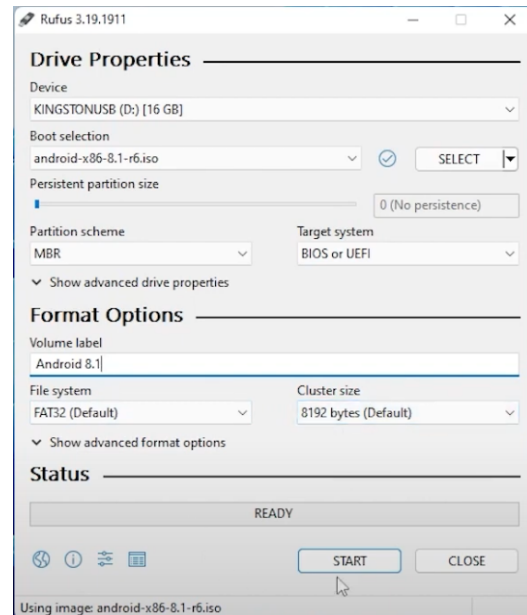 Rufus 3.19.1911
Drive Properties
Device
KINGSTONUSB (D:) [16 GB]
Boot selection
android-x86-8.1-r6.iso
SELECT
Persistent partition size
0 (No persistence)
Partition scheme Target system
MBR BIOS or UEFI
Show advanced drive properties
Format Options
Volume label
Android 8.1
File system Cluster size
FAT32 (Default) 8192 bytes (Default)
Show advanced format options
Status
READY
START CLOSE
Using image: android-x86-8.1-r6.iso